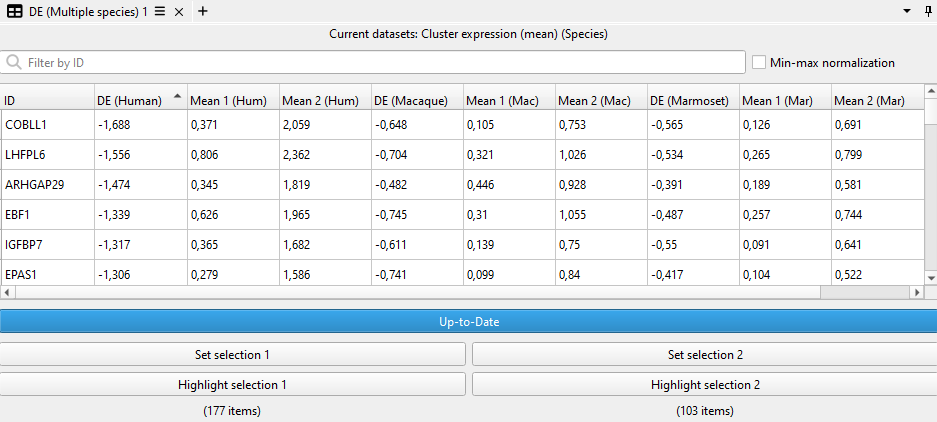 DE (Multiple species) 1
Current datasets: Cluster expression (mean) (Species)
Filter by ID
Min-max normalization
ID DE (Human) Mean 1 (Hum) Mean 2 (Hum) DE (Macaque) Mean 1 (Mac) Mean 2 (Mac) DE (Marmoset) Mean 1 (Mar) Mean 2 (Mar)
COBLL1 -1,688 0,371 2,059 -0,648 0,105 0,753 -0,565 0,126 0,691
LHFPL6 -1,556 0,806 2,362 -0,704 0,321 1,026 -0,534 0,265 0,799
ARHGAP29 -1,474 0,345 1,819 -0,482 0,446 0,928 -0,391 0,189 0,581
EBF1 -1,339 0,626 1,965 -0,745 0,31 1,055 -0,487 0,257 0,744
IGFBP7 -1,317 0,365 1,682 -0,611 0,139 0,75 -0,55 0,091 0,641
EPAS1 -1,306 0,279 1,586 -0,741 0,099 0,84 -0,417 0,104 0,522
Up-to-Date
Set selection 1 Set selection 2
Highlight selection 1 Highlight selection 2
(177 items) (103 items)